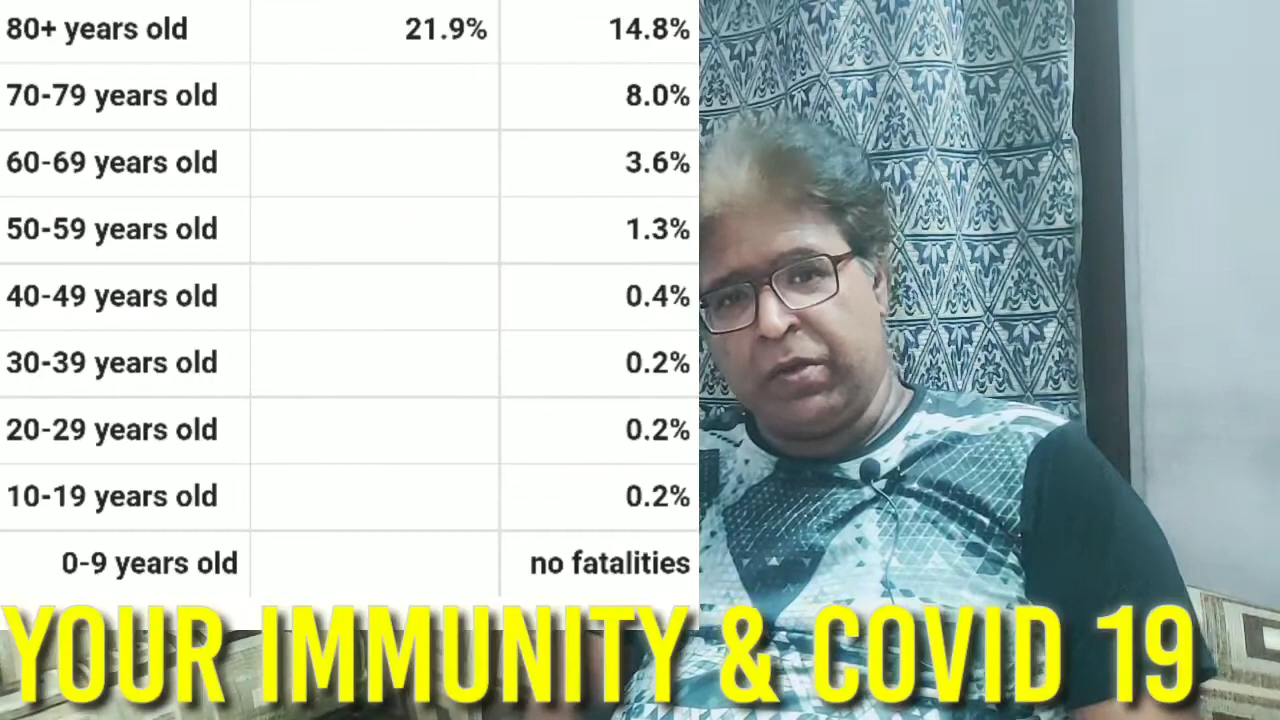 80+ years old 21.9% 14.8%
70-79 years old 8.0%
60-69 years old 3.6%
50-59 years old 1.3%
40-49 years old 0.4%
30-39 years old 0.2%
20-29 years old 0.2%
10-19 years old 0.2%
0-9 years old no fatalities
YOUR IMMUNITY & COVID 19